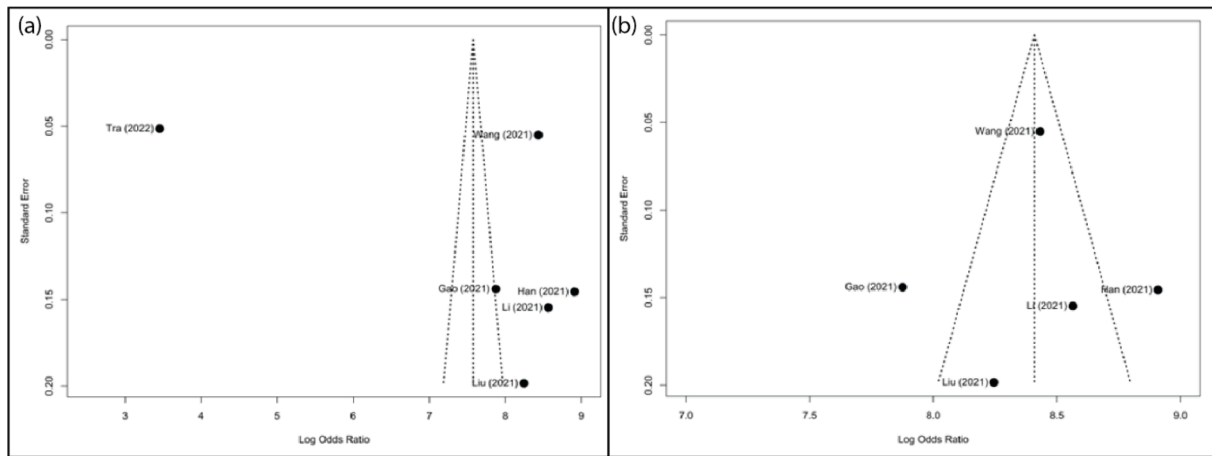 (a)
0.00
0.05
0.10
0.15
0.20
Standard Error
Tra (2022)
Wang (2021)
Gao (2021)
Han (2021)
Li (2021)
Liu (2021)
3 4 5 6 7 8 9
Log Odds Ratio
(b)
0.00
0.05
0.10
0.15
0.20
Standard Error
Wang (2021)
Gao (2021)
Han (2021)
Li (2021)
Liu (2021)
7.0 7.5 8.0 8.5 9.0
Log Odds Ratio